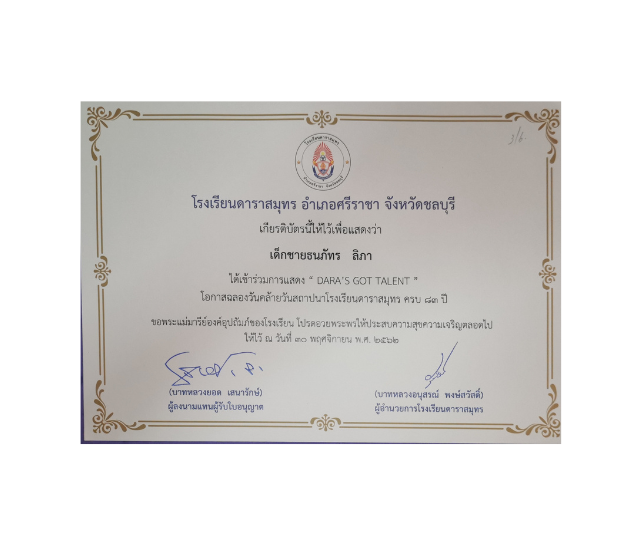 โรงเรียนดาราสมุทร
อำเภอศรีราชา จังหวัดชลบุรี
โรงเรียนดาราสมุทร อำเภอศรีราชา จังหวัดชลบุรี
เกียรติบัตรนี้ให้ไว้เพื่อแสดงว่า
เด็กชายธนภัทร ลิภา
ได้เข้าร่วมการแสดง “ DARA'S GOT TALENT ”
โอกาสฉลองวันคล้ายวันสถาปนาโรงเรียนดาราสมุทร ครบ ๘๓ ปี
ขอพระแม่มารีย์องค์อุปถัมภ์ของโรงเรียน โปรดอวยพระพรให้ประสบความสุขความเจริญตลอดไป
ให้ไว้ ณ วันที่ ๓๐ พฤศจิกายน พ.ศ. ๒๕๖๒
(บาทหลวงยอด เสนารักษ์) (บาทหลวงอนุสรณ์ พงษ์สวัสดิ์)
ผู้ลงนามแทนผู้รับใบอนุญาต ผู้อำนวยการโรงเรียนดาราสมุทร